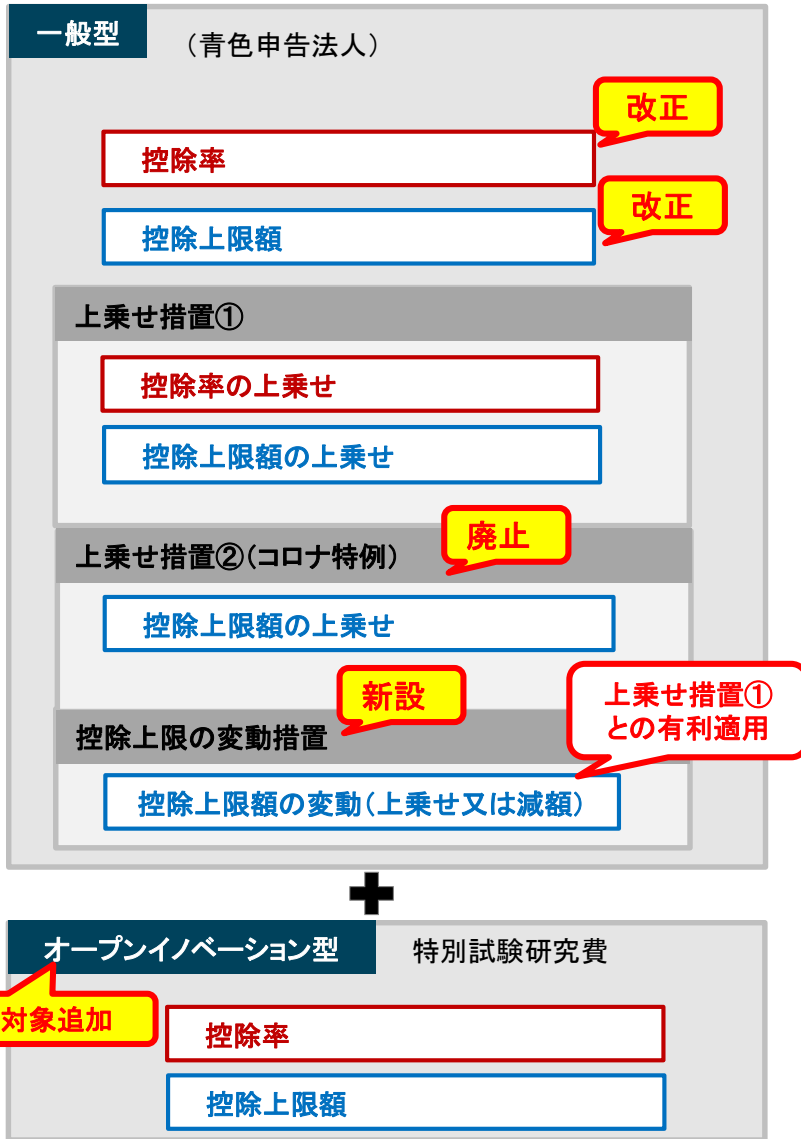 一般型
（青色申告法人）
改正
控除率
改正
控除上限額
上乗せ措置①
控除率の上乗せ
控除上限額の上乗せ
廃止
上乗せ措置②（コロナ特例）
控除上限額の上乗せ
新設
上乗せ措置①
との有利適用
控除上限の変動措置
控除上限額の変動（上乗せ又は減額）
オープンイノベーション型
特別試験研究費
対象追加
控除率
控除上限額